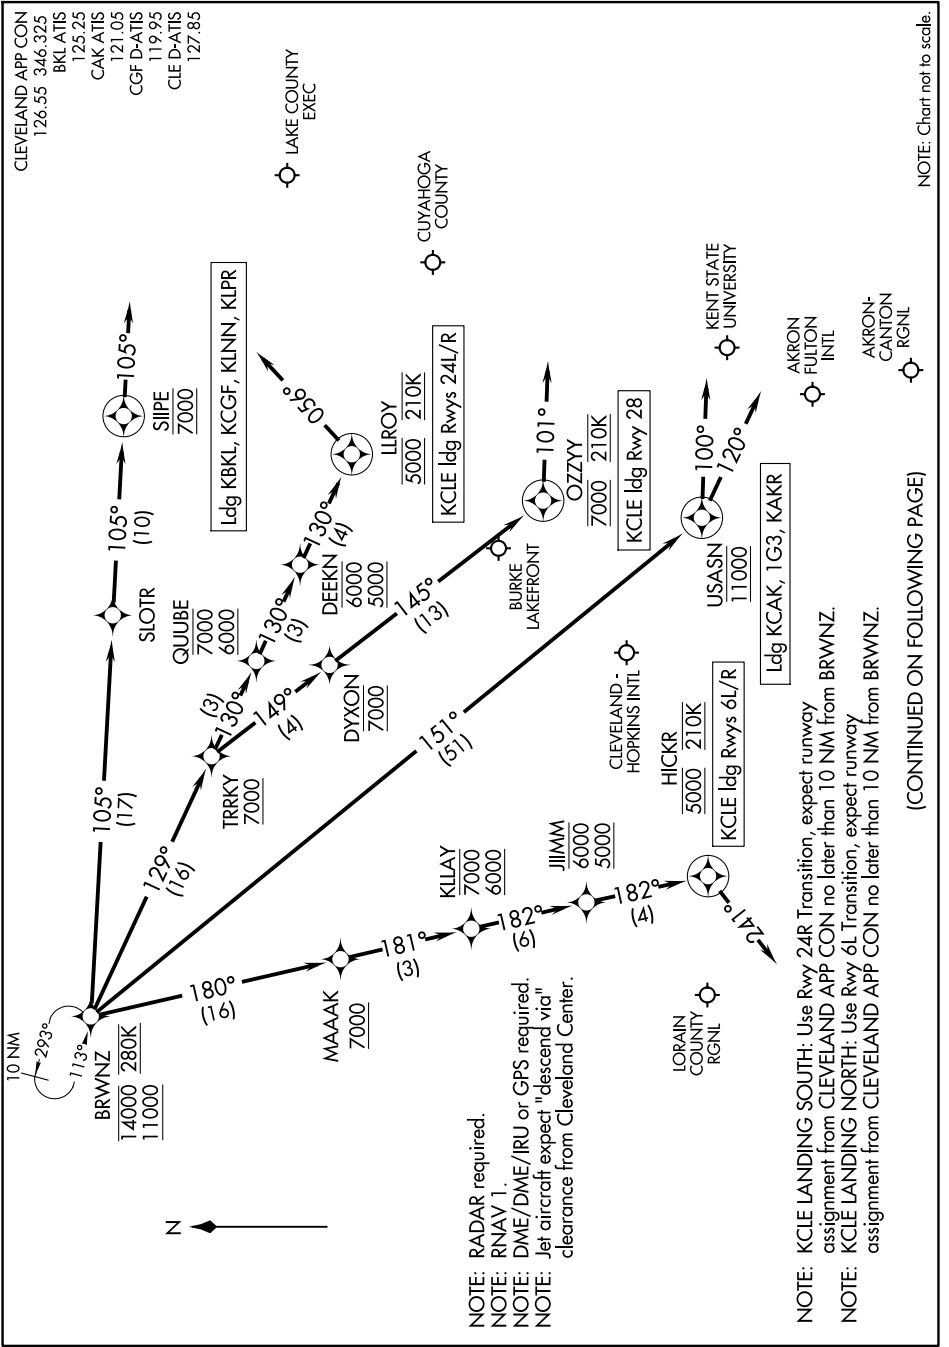 CLEVELAND APP CON
126.55 346.325
BKL ATIS
125.25
CAK ATIS
121.05
CGF D-ATIS
119.95
CLE D-ATIS
127.85
10 NM
293°
113°
BRWNZ
14000 280K
11000
N
105°
(17)
SLOTR
105°
(10)
SIIPE
7000
105°
Ldg KBKL, KCGF, KLNN, KLPR
LAKE COUNTY
EXEC
129°
(16)
TRRKY
7000
(3)
130°
QUUBE
7000
6000
130°
(3)
DEEKN
6000
5000
130°
(4)
LLROY
5000 210K
KCLE ldg Rwys 24L/R
056°
CUYAHOGA
COUNTY
149°
(4)
DYXON
7000
145°
(13)
BURKE
LAKEFRONT
OZZYY
7000 210K
KCLE ldg Rwy 28
101°
151°
(51)
USASN
11000
Ldg KCAK, 1G3, KAKR
100°
120°
KENT STATE
UNIVERSITY
AKRON
FULTON
INTL
AKRON-
CANTON
RGNL
180°
(16)
MAAAK
7000
181°
(3)
KLLAY
7000
6000
182°
(6)
JIIMM
6000
5000
182°
(4)
HICKR
5000 210K
KCLE ldg Rwys 6L/R
241°
CLEVELAND-
HOPKINS INTL
LORAIN
COUNTY
RGNL
NOTE: RADAR required.
NOTE: RNAV 1.
NOTE: DME/DME/IRU or GPS required.
NOTE: Jet aircraft expect "descend via"
clearance from Cleveland Center.
NOTE: KCLE LANDING SOUTH: Use Rwy 24R Transition, expect runway
assignment from CLEVELAND APP CON no later than 10 NM from BRWNZ.
NOTE: KCLE LANDING NORTH: Use Rwy 6L Transition, expect runway
assignment from CLEVELAND APP CON no later than 10 NM from BRWNZ.
(CONTINUED ON FOLLOWING PAGE)
NOTE: Chart not to scale.